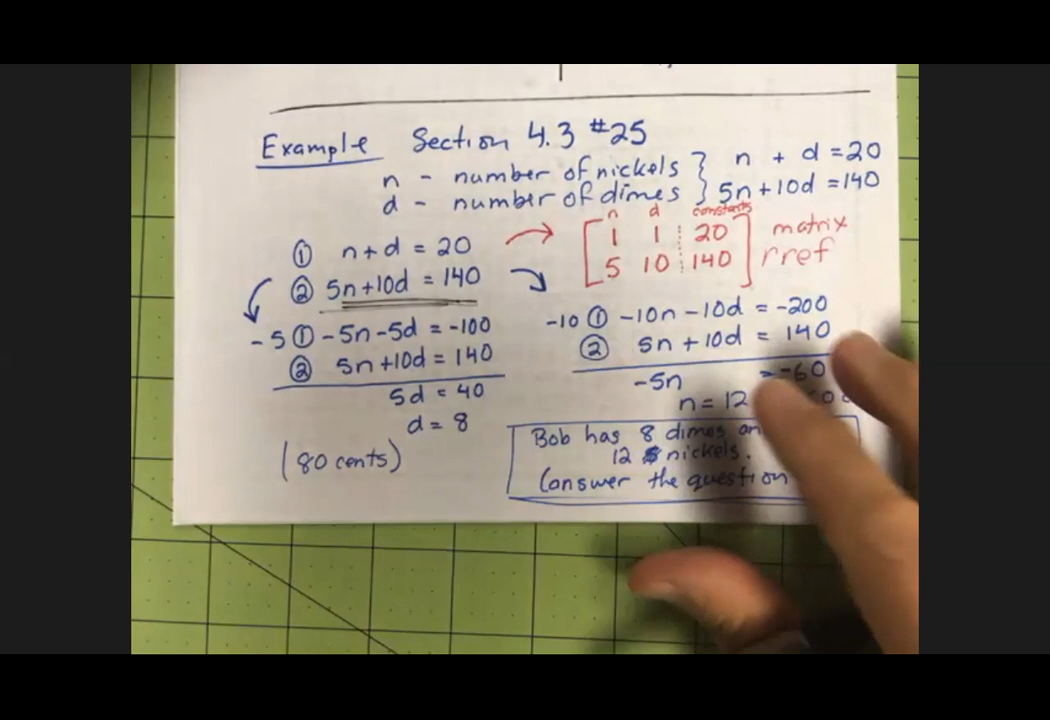 Example Section 4.3 #25
n - number of nickels } n + d = 20
d - number of dimes } 5n + 10d = 140
n d constants
[ 1 1 20 ] matrix
[ 5 10 140 ] rref
① n + d = 20
② 5n + 10d = 140
-5 ① -5n - 5d = -100
② 5n + 10d = 140
5d = 40
d = 8
(80 cents)
-10 ① -10n - 10d = -200
② 5n + 10d = 140
-5n = -60
n = 12
Bob has 8 dimes
12 nickels.
(answer the question